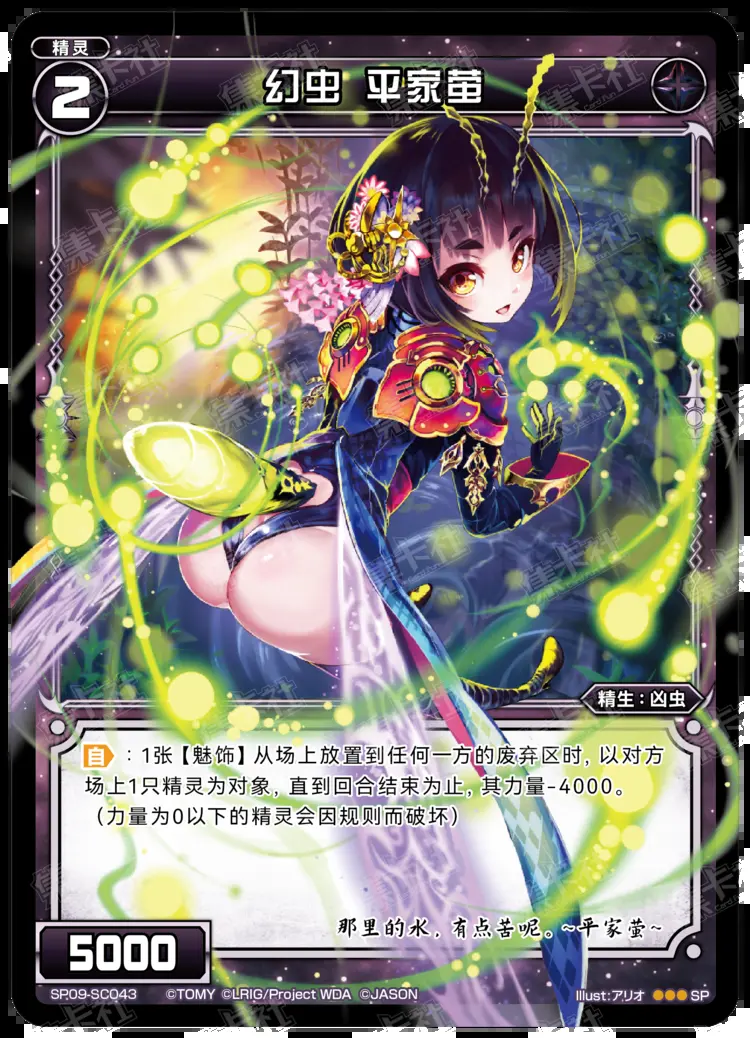 精灵
2
幻虫 平家萤
精生：凶虫
自：1张【魅饰】从场上放置到任何一方的废弃区时，以对方
场上1只精灵为对象，直到回合结束为止，其力量-4000。
（力量为0以下的精灵会因规则而破坏）
那里的水，有点苦呢。~平家萤~
5000
SP09-SC043 ©TOMY ©LRIG/Project WDA ©JASON Illust:アリオ SP
集卡社